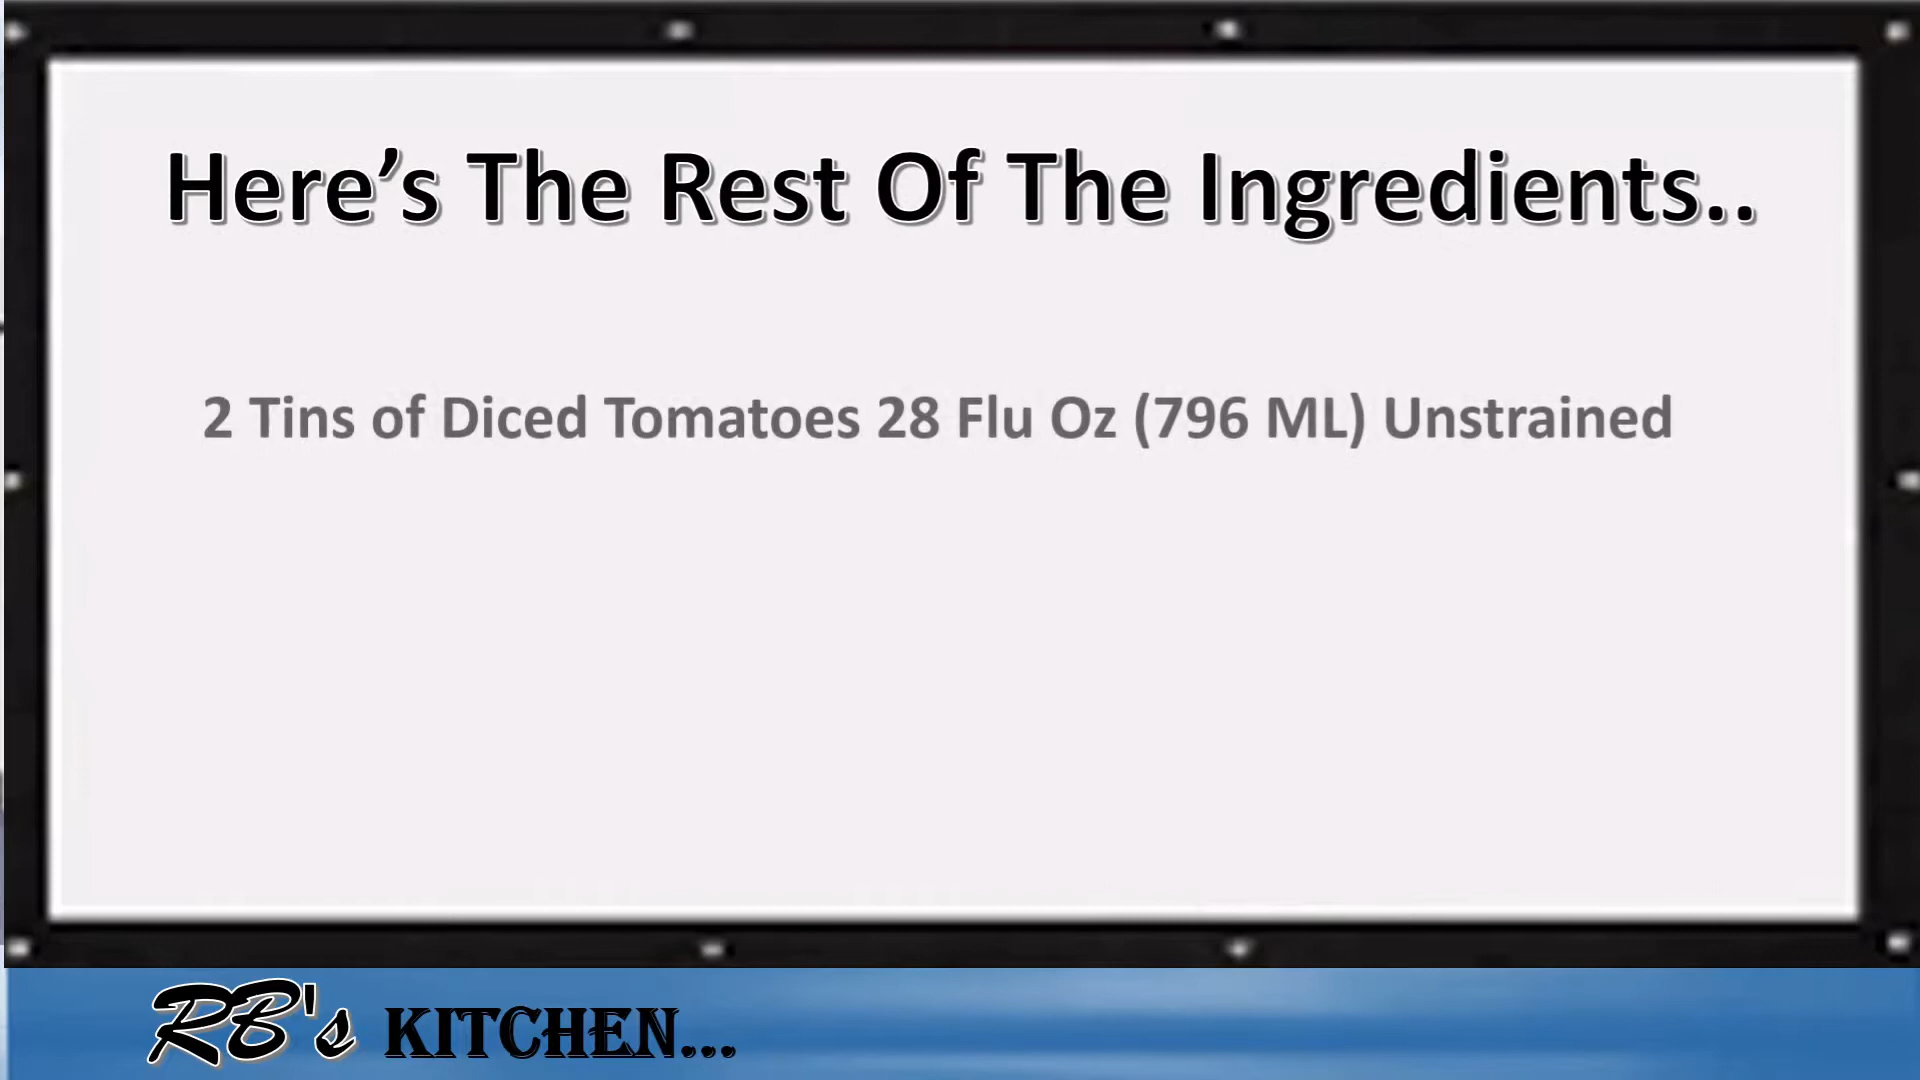 Here’s The Rest Of The Ingredients..
2 Tins of Diced Tomatoes 28 Flu Oz (796 ML) Unstrained
RB's KITCHEN...